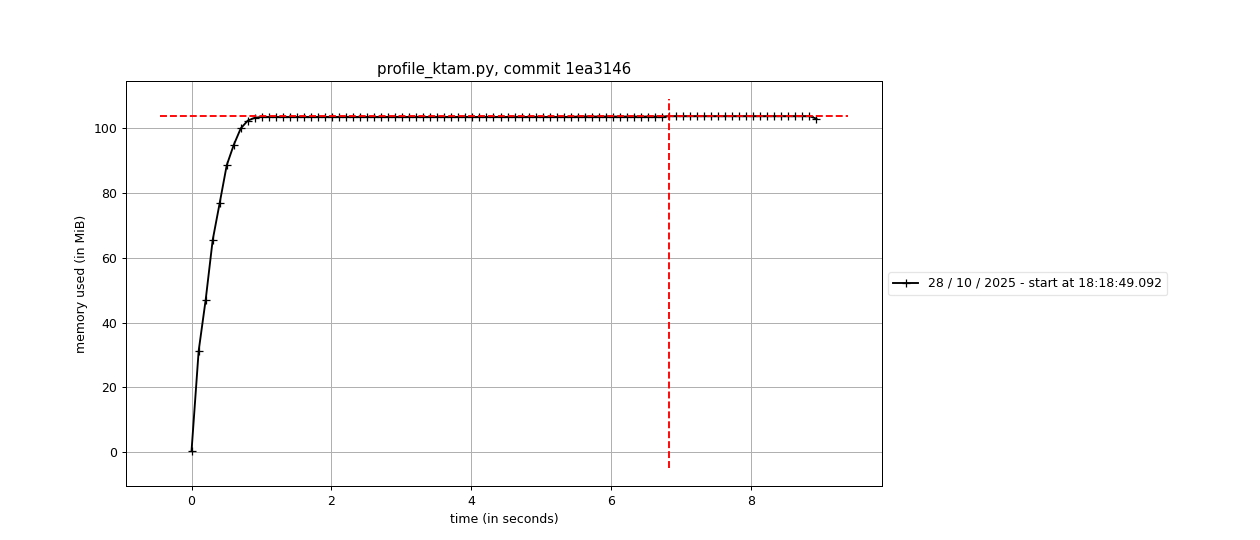 profile_ktam.py, commit 1ea3146
memory used (in MiB)
100
80
60
40
20
0
0 2 4 6 8
time (in seconds)
28 / 10 / 2025 - start at 18:18:49.092